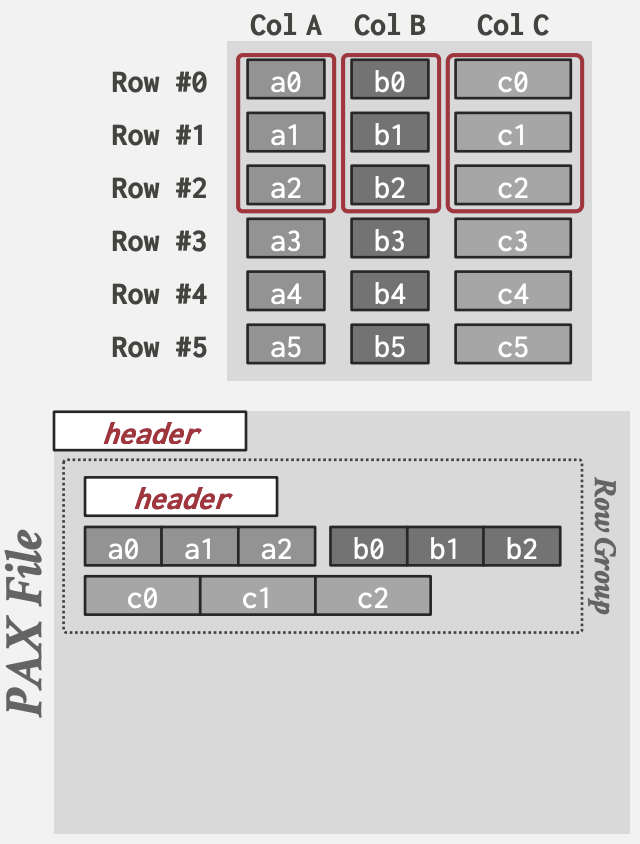 Col A Col B Col C
Row #0 a0 b0 c0
Row #1 a1 b1 c1
Row #2 a2 b2 c2
Row #3 a3 b3 c3
Row #4 a4 b4 c4
Row #5 a5 b5 c5
PAX File
header
header
a0 a1 a2 b0 b1 b2
c0 c1 c2
Row Group